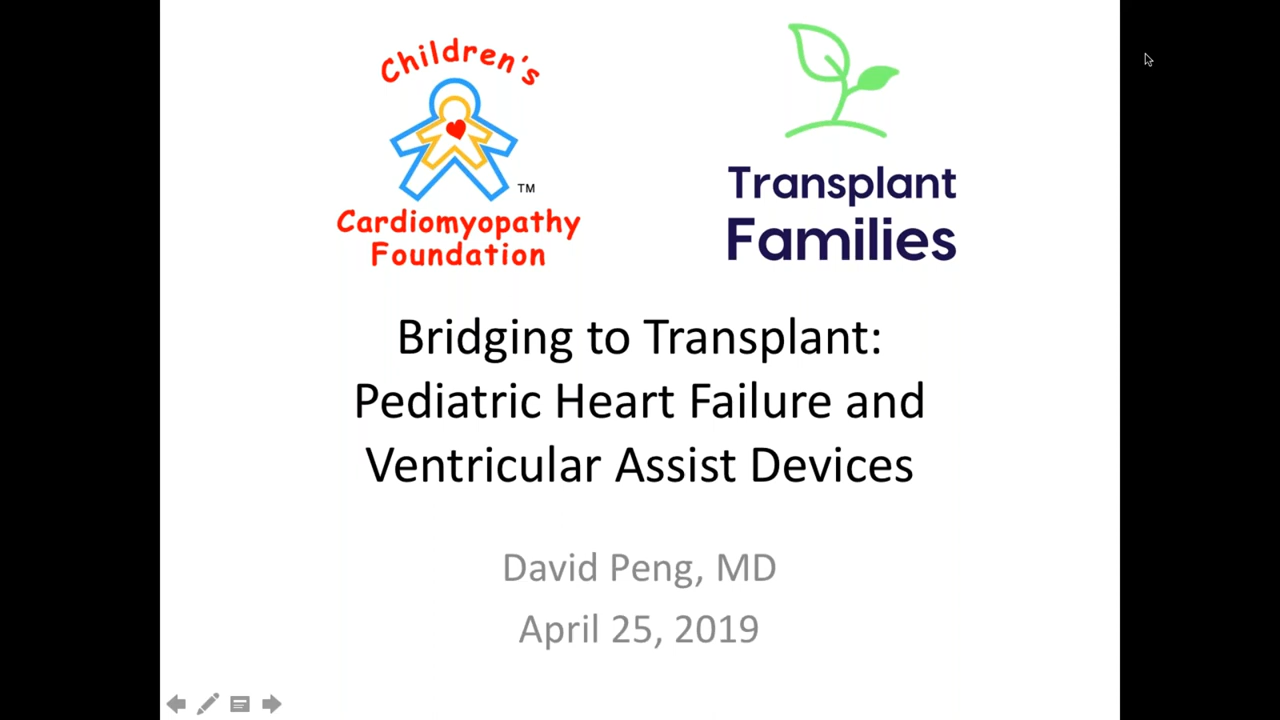 Children's
TM
Cardiomyopathy
Foundation
Transplant
Families
Bridging to Transplant:
Pediatric Heart Failure and
Ventricular Assist Devices
David Peng, MD
April 25, 2019